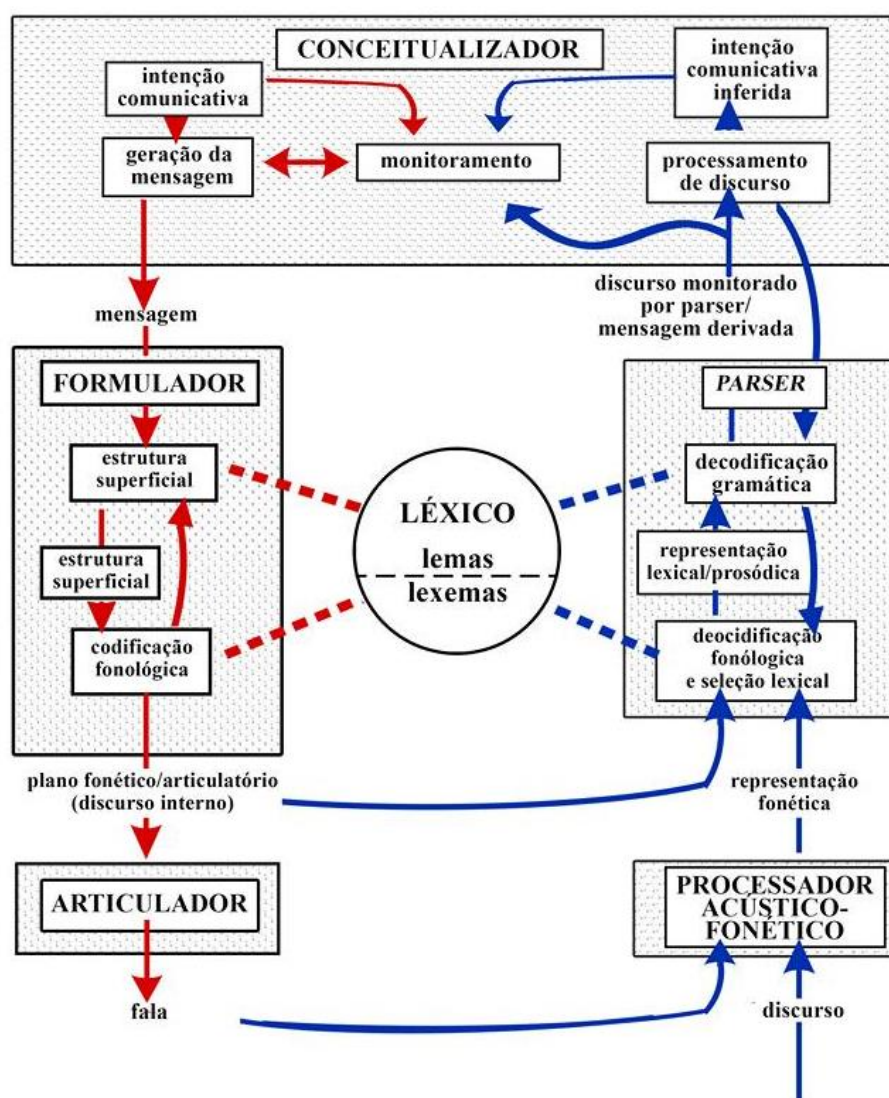 CONCEITUALIZADOR
intenção
comunicativa
intenção
comunicativa
inferida
geração da
mensagem
monitoramento
processamento
de discurso
mensagem
discurso monitorado
por parser/
mensagem derivada
FORMULADOR
estrutura
superficial
estrutura
superficial
codificação
fonológica
LÉXICO
lemas
lexemas
PARSER
decodificação
gramática
representação
lexical/prosódica
deocidificação
fonólogica
e seleção lexical
plano fonético/articulatório
(discurso interno)
representação
fonética
ARTICULADOR
PROCESSADOR
ACÚSTICO-
FONÉTICO
fala
discurso